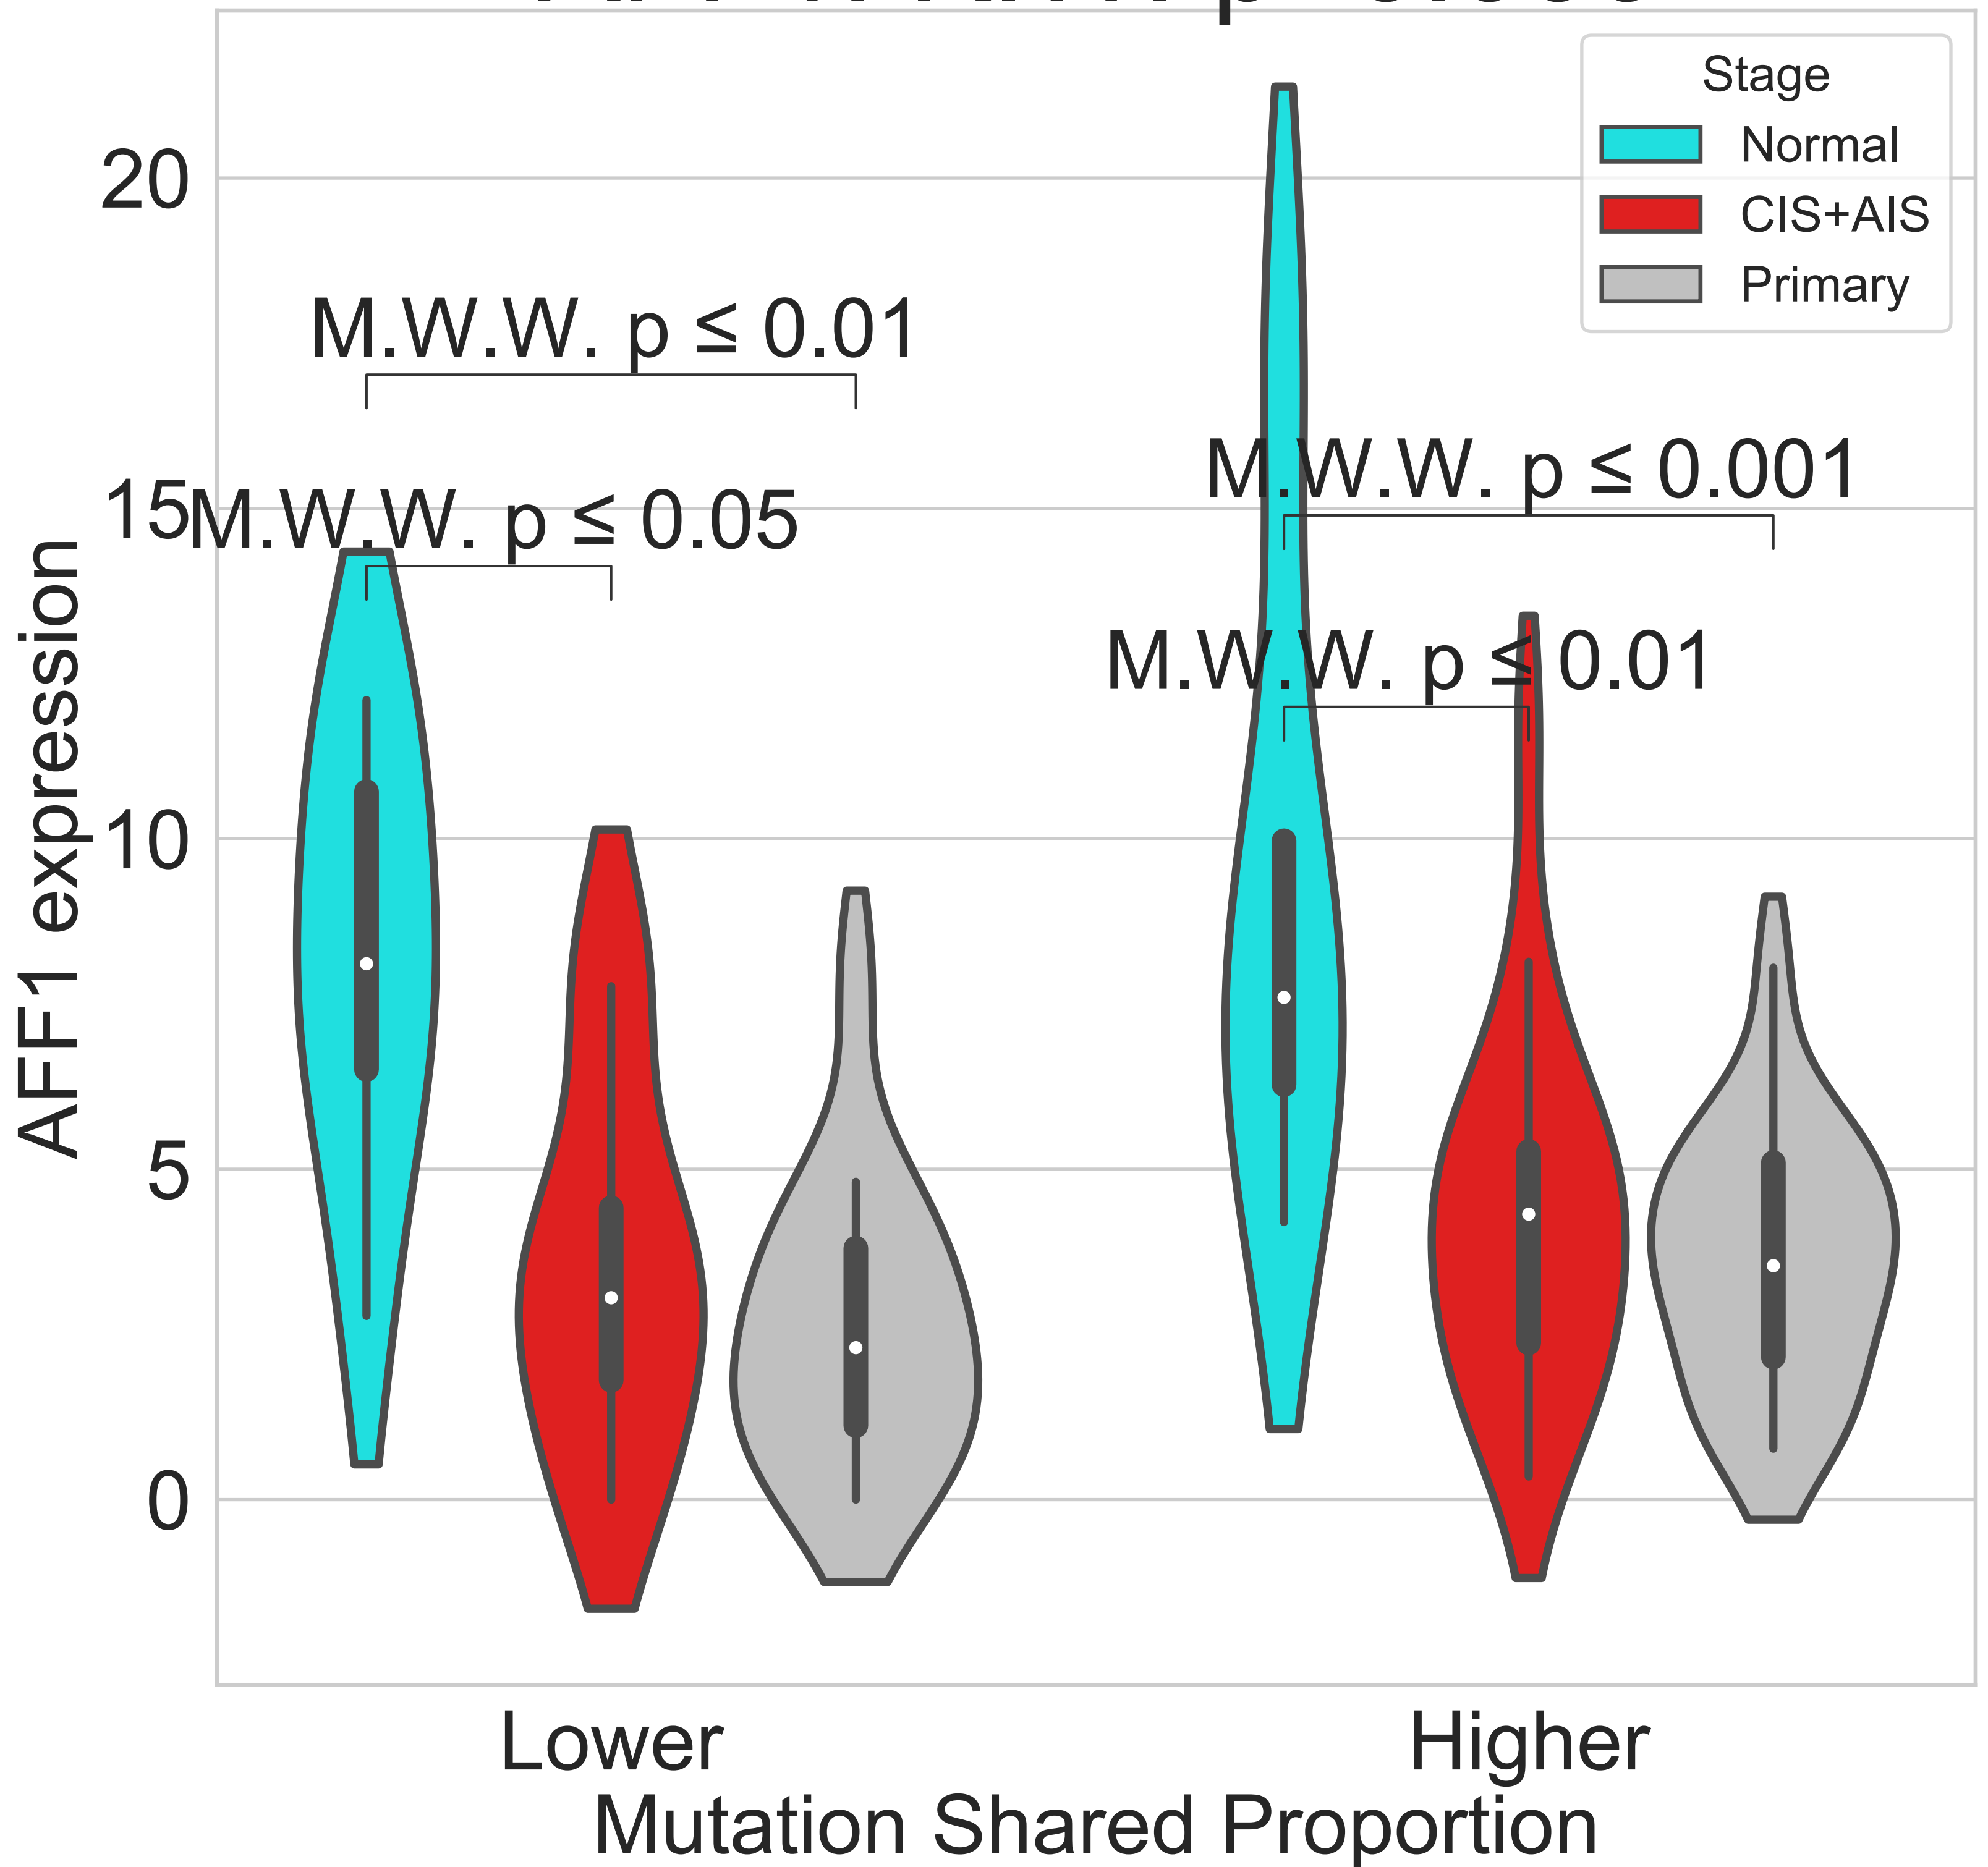 Stage
Normal
CIS+AIS
Primary
20
15
10
5
0
AFF1 expression
M.W.W. p ≤ 0.01
M.W.W. p ≤ 0.05
M.W.W. p ≤ 0.001
M.W.W. p ≤ 0.01
Lower
Higher
Mutation Shared Proportion